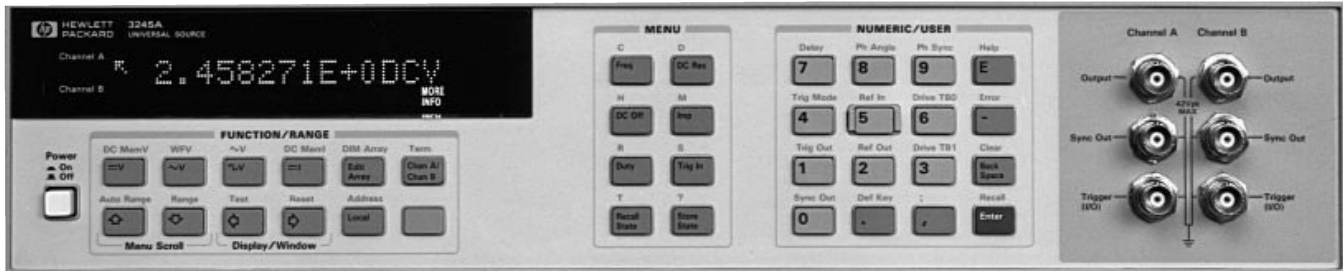 hp HEWLETT PACKARD 3245A UNIVERSAL SOURCE
Channel A
Channel B
2.458271E+0DCV
MORE
INFO
Power
On
Off
FUNCTION/RANGE
DC MemV WFV ~V DC MemI DIM Array Term
⎓V ~V ⎍V ⎓I Edit Array Chan A/ Chan B
Auto Range Range Test Reset Address
Local
Menu Scroll Display/Window
MENU
C D
Freq DC Res
H M
DC Off Imp
R S
Duty Trig In
T ?
Recall State Store State
NUMERIC/USER
Delay Ph Angle Ph Sync Help
7 8 9 E
Trig Mode Ref In Drive TB0 Error
4 5 6 -
Trig Out Ref Out Drive TB1 Clear
1 2 3 Back Space
Sync Out Def Key : Recall
0 . , Enter
Channel A Channel B
Output Output
42Vpk
MAX
Sync Out Sync Out
Trigger (I/O) Trigger (I/O)